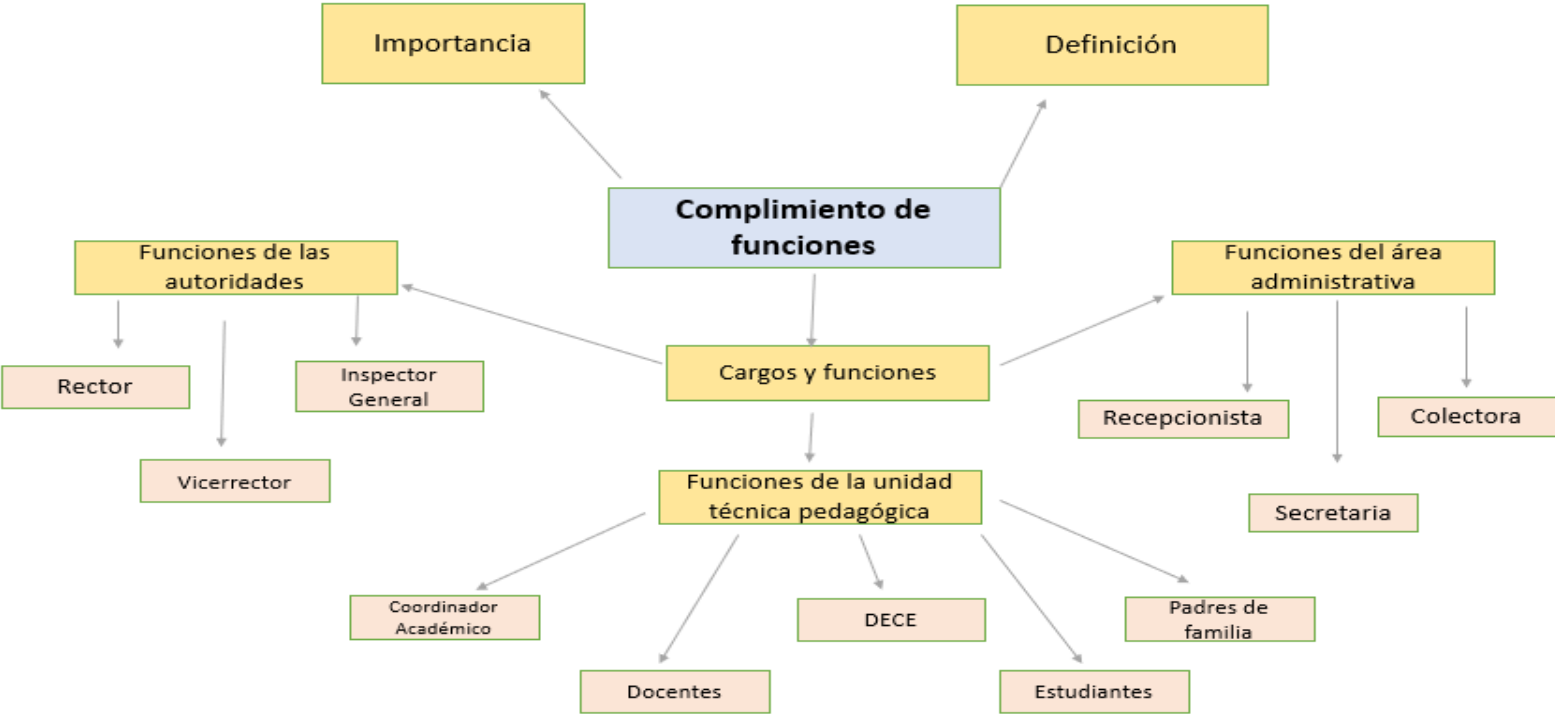 Importancia
Definición
Complimiento de
funciones
Funciones de las
autoridades
Funciones del área
administrativa
Rector
Inspector
General
Cargos y funciones
Recepcionista
Colectora
Vicerrector
Funciones de la unidad
técnica pedagógica
Secretaria
Coordinador
Académico
DECE
Padres de
familia
Docentes
Estudiantes